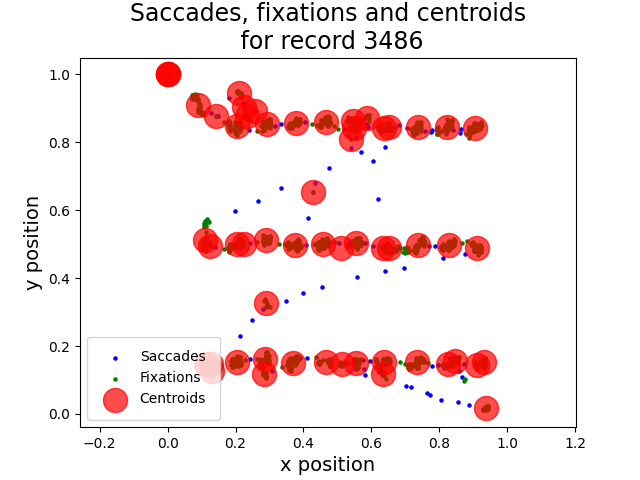 Saccades, fixations and centroids
for record 3486
1.0
0.8
0.6
0.4
0.2
0.0
y position
Saccades
Fixations
Centroids
−0.2
0.0
0.2
0.4
0.6
0.8
1.0
1.2
x position